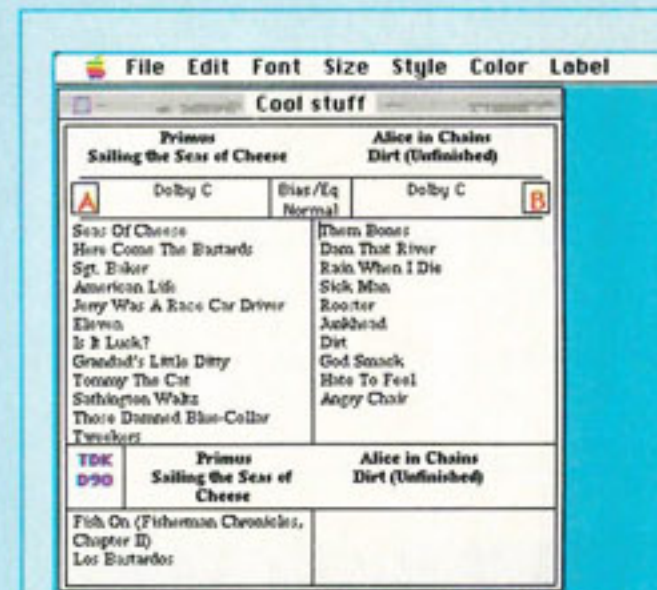 File Edit Font Size Style Color Label
Cool stuff
Primus
Sailing the Seas of Cheese
Alice in Chains
Dirt (Unfinished)
A
Dolby C
Bias/Eq
Normal
Dolby C
B
Seas Of Cheese
Here Come The Bastards
Sgt. Baker
American Life
Jerry Was A Race Car Driver
Eleven
Is It Luck?
Grandad's Little Ditty
Tommy The Cat
Sathington Waltz
Those Damned Blue-Collar
Tweekers
Them Bones
Dam That River
Rain When I Die
Sick Man
Rooster
Junkhead
Dirt
God Smack
Hate To Feel
Angry Chair
TDK
D90
Primus
Sailing the Seas of
Cheese
Alice in Chains
Dirt (Unfinished)
Fish On (Fisherman Chronicles,
Chapter II)
Los Bastardos